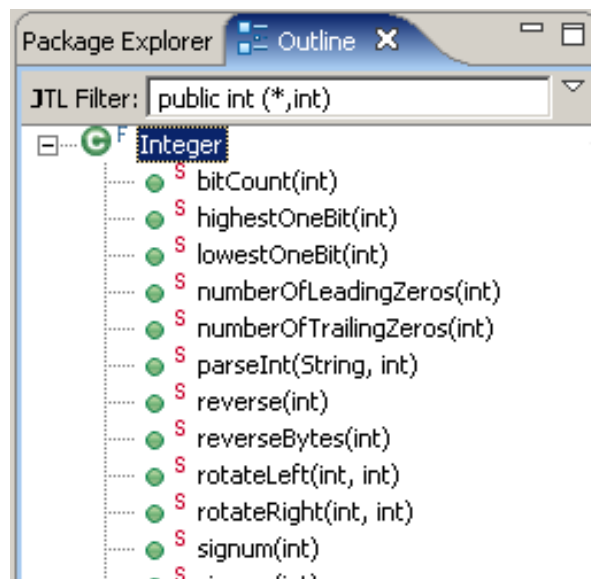 Package Explorer Outline
JTL Filter: public int (*,int)
C F Integer
S bitCount(int)
S highestOneBit(int)
S lowestOneBit(int)
S numberOfLeadingZeros(int)
S numberOfTrailingZeros(int)
S parseInt(String, int)
S reverse(int)
S reverseBytes(int)
S rotateLeft(int, int)
S rotateRight(int, int)
S signum(int)
S